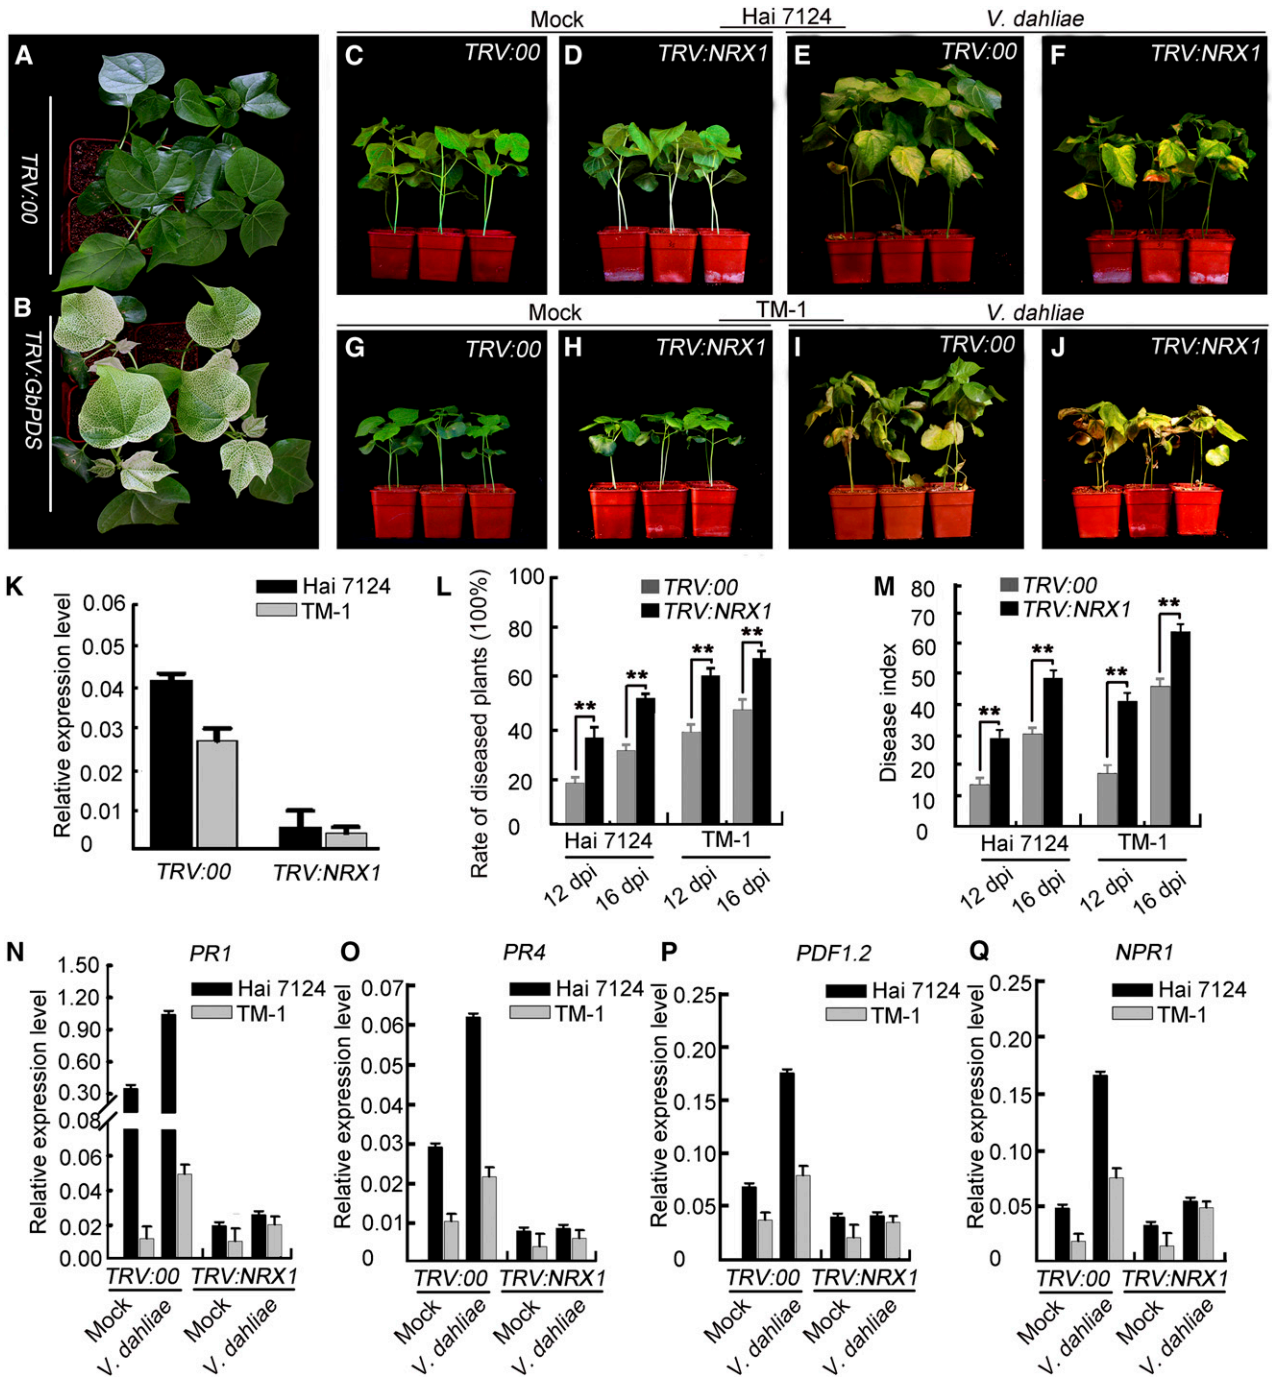 Mock Hai 7124 V. dahliae
A
TRV:00
B
TRV:GbPDS
C TRV:00
D TRV:NRX1
E TRV:00
F TRV:NRX1
Mock TM-1 V. dahliae
G TRV:00
H TRV:NRX1
I TRV:00
J TRV:NRX1
K
Hai 7124
TM-1
Relative expression level
0.06
0.05
0.04
0.03
0.02
0.01
0
TRV:00 TRV:NRX1
L
TRV:00
TRV:NRX1
Rate of diseased plants (100%)
100
80
60
40
20
0
** ** ** **
Hai 7124 TM-1
12 dpi 16 dpi 12 dpi 16 dpi
M
TRV:00
TRV:NRX1
Disease index
80
70
60
50
40
30
20
10
0
** ** ** **
Hai 7124 TM-1
12 dpi 16 dpi 12 dpi 16 dpi
N PR1
Hai 7124
TM-1
Relative expression level
1.50
1.20
0.90
0.60
0.30
0.08
0.06
0.04
0.02
0.00
TRV:00 TRV:NRX1
Mock V. dahliae Mock V. dahliae
O PR4
Hai 7124
TM-1
Relative expression level
0.07
0.06
0.05
0.04
0.03
0.02
0.01
0
TRV:00 TRV:NRX1
Mock V. dahliae Mock V. dahliae
P PDF1.2
Hai 7124
TM-1
Relative expression level
0.25
0.20
0.15
0.10
0.05
0
TRV:00 TRV:NRX1
Mock V. dahliae Mock V. dahliae
Q NPR1
Hai 7124
TM-1
Relative expression level
0.25
0.20
0.15
0.10
0.05
0
TRV:00 TRV:NRX1
Mock V. dahliae Mock V. dahliae